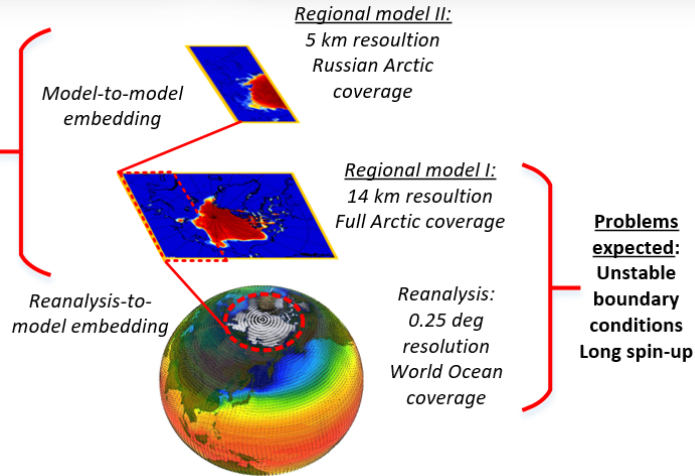 Regional model II:
5 km resoultion
Russian Arctic
coverage
Model-to-model
embedding
Regional model I:
14 km resoultion
Full Arctic coverage
Reanalysis-to-
model embedding
Reanalysis:
0.25 deg
resolution
World Ocean
coverage
Problems
expected:
Unstable
boundary
conditions
Long spin-up